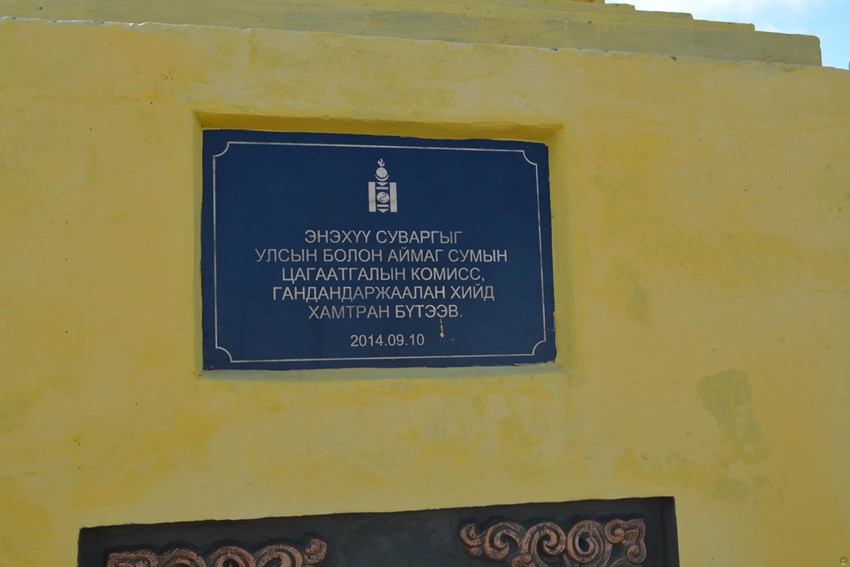 ЭНЭХҮҮ СУВАРГЫГ
УЛСЫН БОЛОН АЙМАГ СУМЫН
ЦАГААТГАЛЫН КОМИСС,
ГАНДАНДАРЖААЛАН ХИЙД
ХАМТРАН БҮТЭЭВ.
2014.09.10